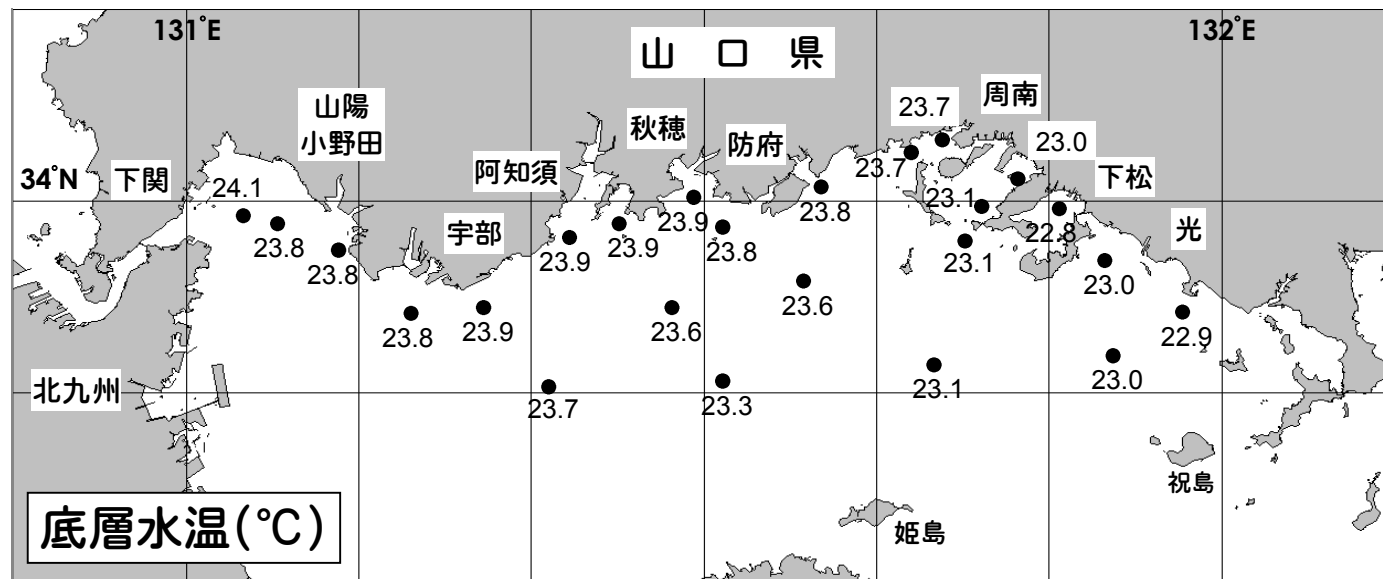 131°E
132°E
山 口 県
山陽
小野田
秋穂
防府
23.7
周南
23.0
下関
34°N
阿知須
23.7
下松
24.1
23.8
23.8
宇部
23.9
23.9
23.9
23.8
23.8
23.1
22.8
光
23.1
23.0
23.8
23.9
23.6
23.6
22.9
北九州
23.7
23.3
23.1
23.0
祝島
姫島
底層水温(℃)